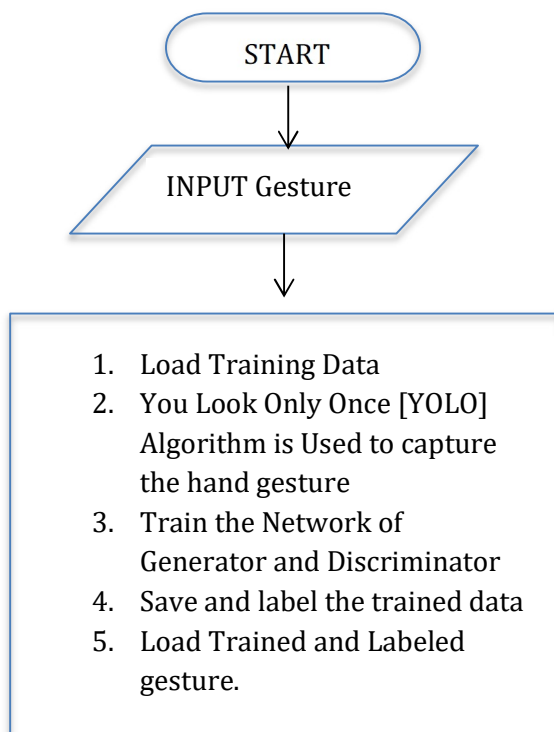 START
INPUT Gesture
1. Load Training Data
2. You Look Only Once [YOLO]
Algorithm is Used to capture
the hand gesture
3. Train the Network of
Generator and Discriminator
4. Save and label the trained data
5. Load Trained and Labeled
gesture.